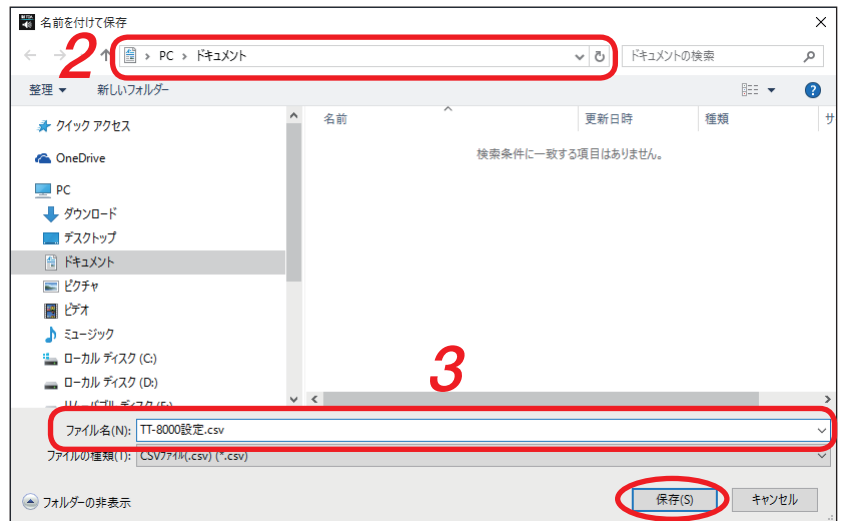 名前を付けて保存
2
PC › ドキュメント
ドキュメントの検索
整理
新しいフォルダー
名前
更新日時
種類
サ
クイック アクセス
検索条件に一致する項目はありません。
OneDrive
PC
ダウンロード
デスクトップ
ドキュメント
ピクチャ
ビデオ
ミュージック
ローカル ディスク (C:)
3
ローカル ディスク (D:)
ファイル名(N): TT-8000設定.csv
ファイルの種類(T): CSVファイル(.csv) (*.csv)
フォルダーの非表示
保存(S)
キャンセル